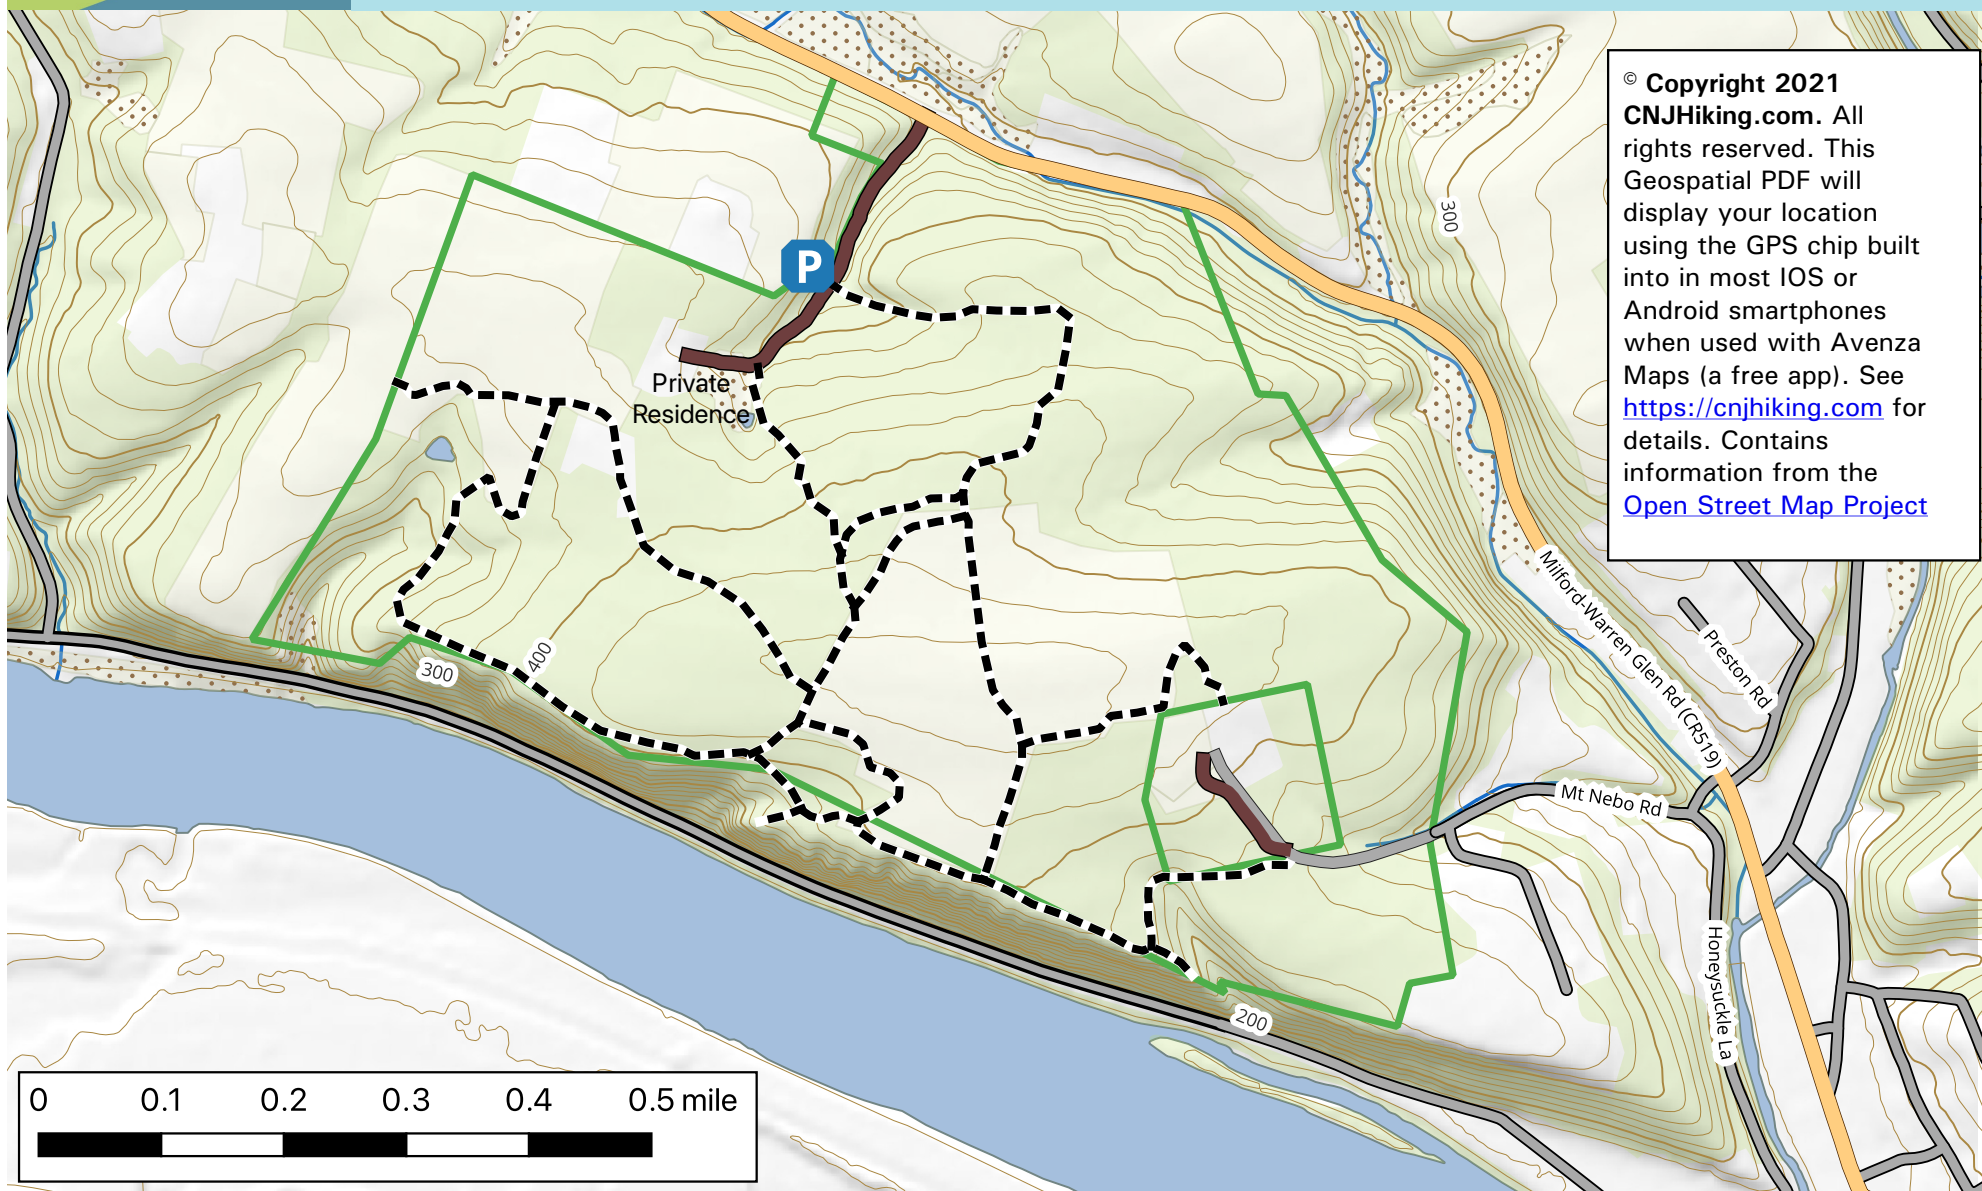 © Copyright 2021
CNJHiking.com. All
rights reserved. This
Geospatial PDF will
display your location
using the GPS chip built
into in most IOS or
Android smartphones
when used with Avenza
Maps (a free app). See
https://cnjhiking.com for
details. Contains
information from the
Open Street Map Project
300
P
Private
Residence
Milford-Warren Glen Rd (CR519)
Preston Rd
400
300
Mt Nebo Rd
Honeysuckle La
200
0 0.1 0.2 0.3 0.4 0.5 mile